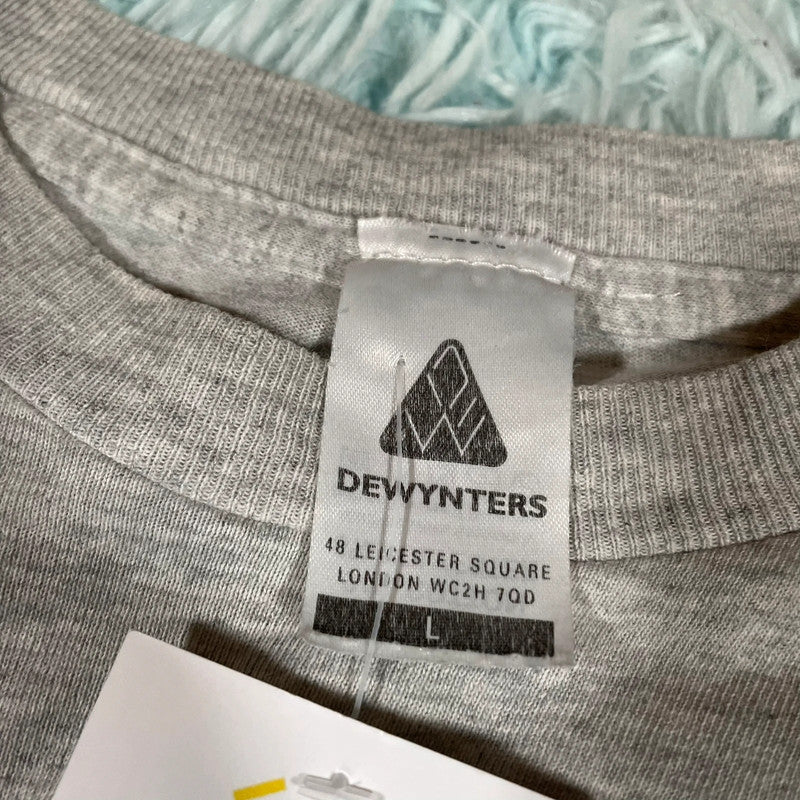 DEWYNTERS
48 LEICESTER SQUARE
LONDON WC2H 7QD
L